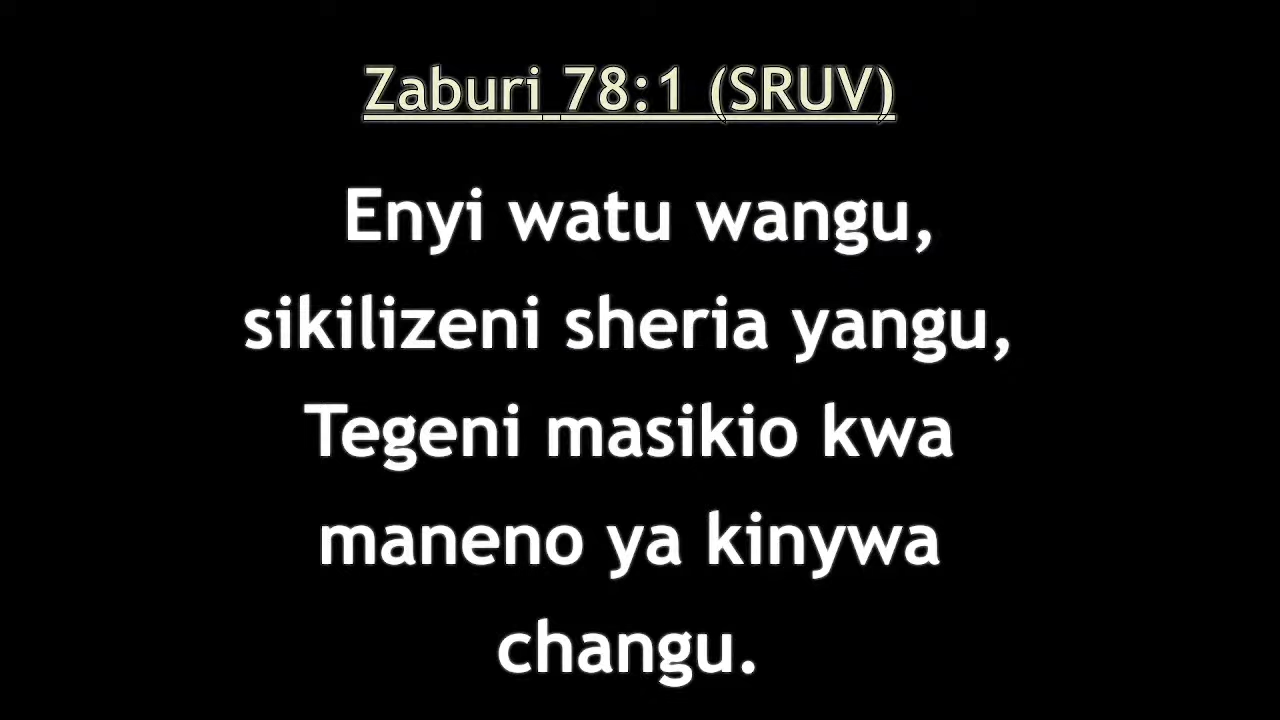 Zaburi 78:1 (SRUV)
Enyi watu wangu,
sikilizeni sheria yangu,
Tegeni masikio kwa
maneno ya kinywa
changu.